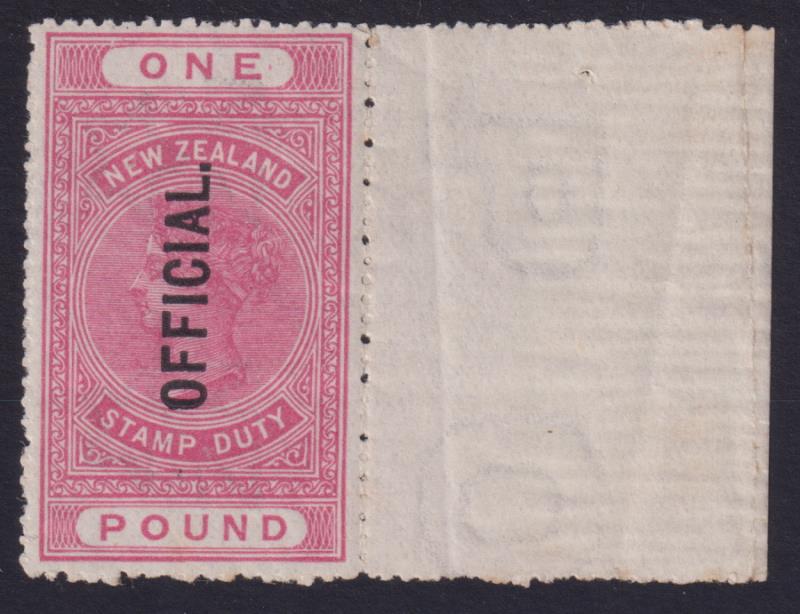 ONE
NEW ZEALAND
OFFICIAL.
STAMP DUTY
POUND